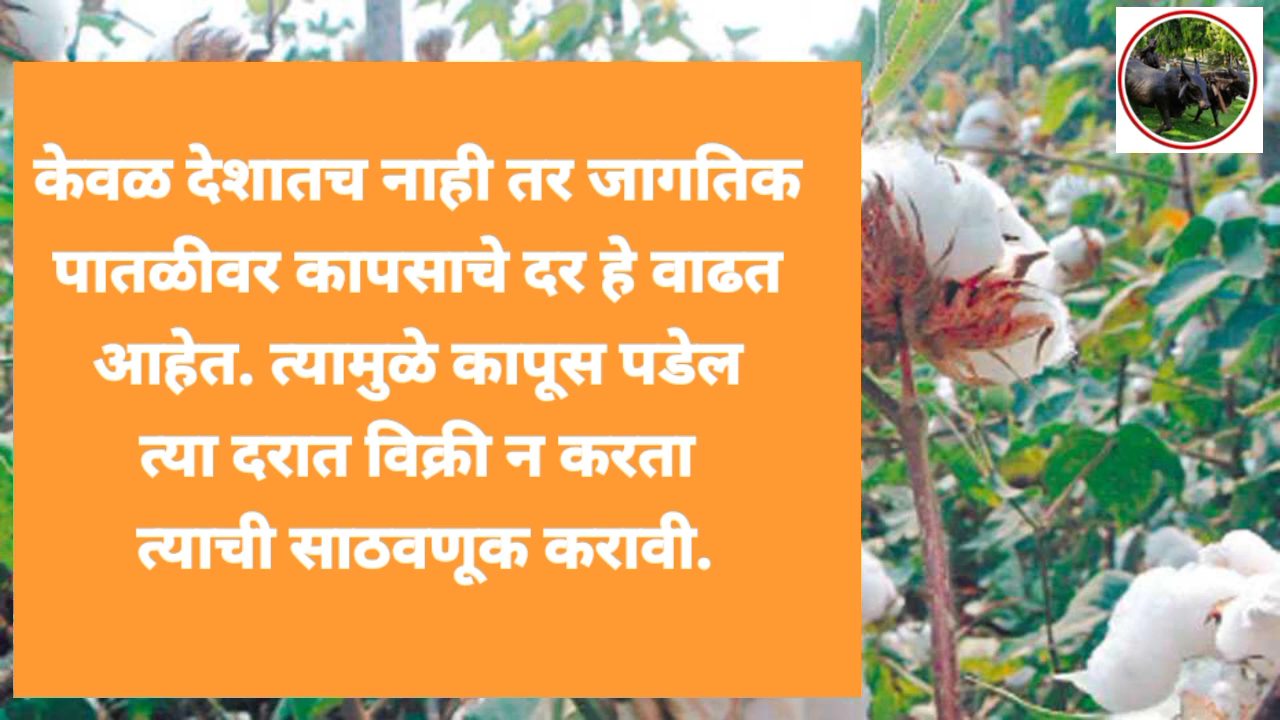 केवळ देशातच नाही तर जागतिक
पातळीवर कापसाचे दर हे वाढत
आहेत. त्यामुळे कापूस पडेल
त्या दरात विक्री न करता
त्याची साठवणूक करावी.